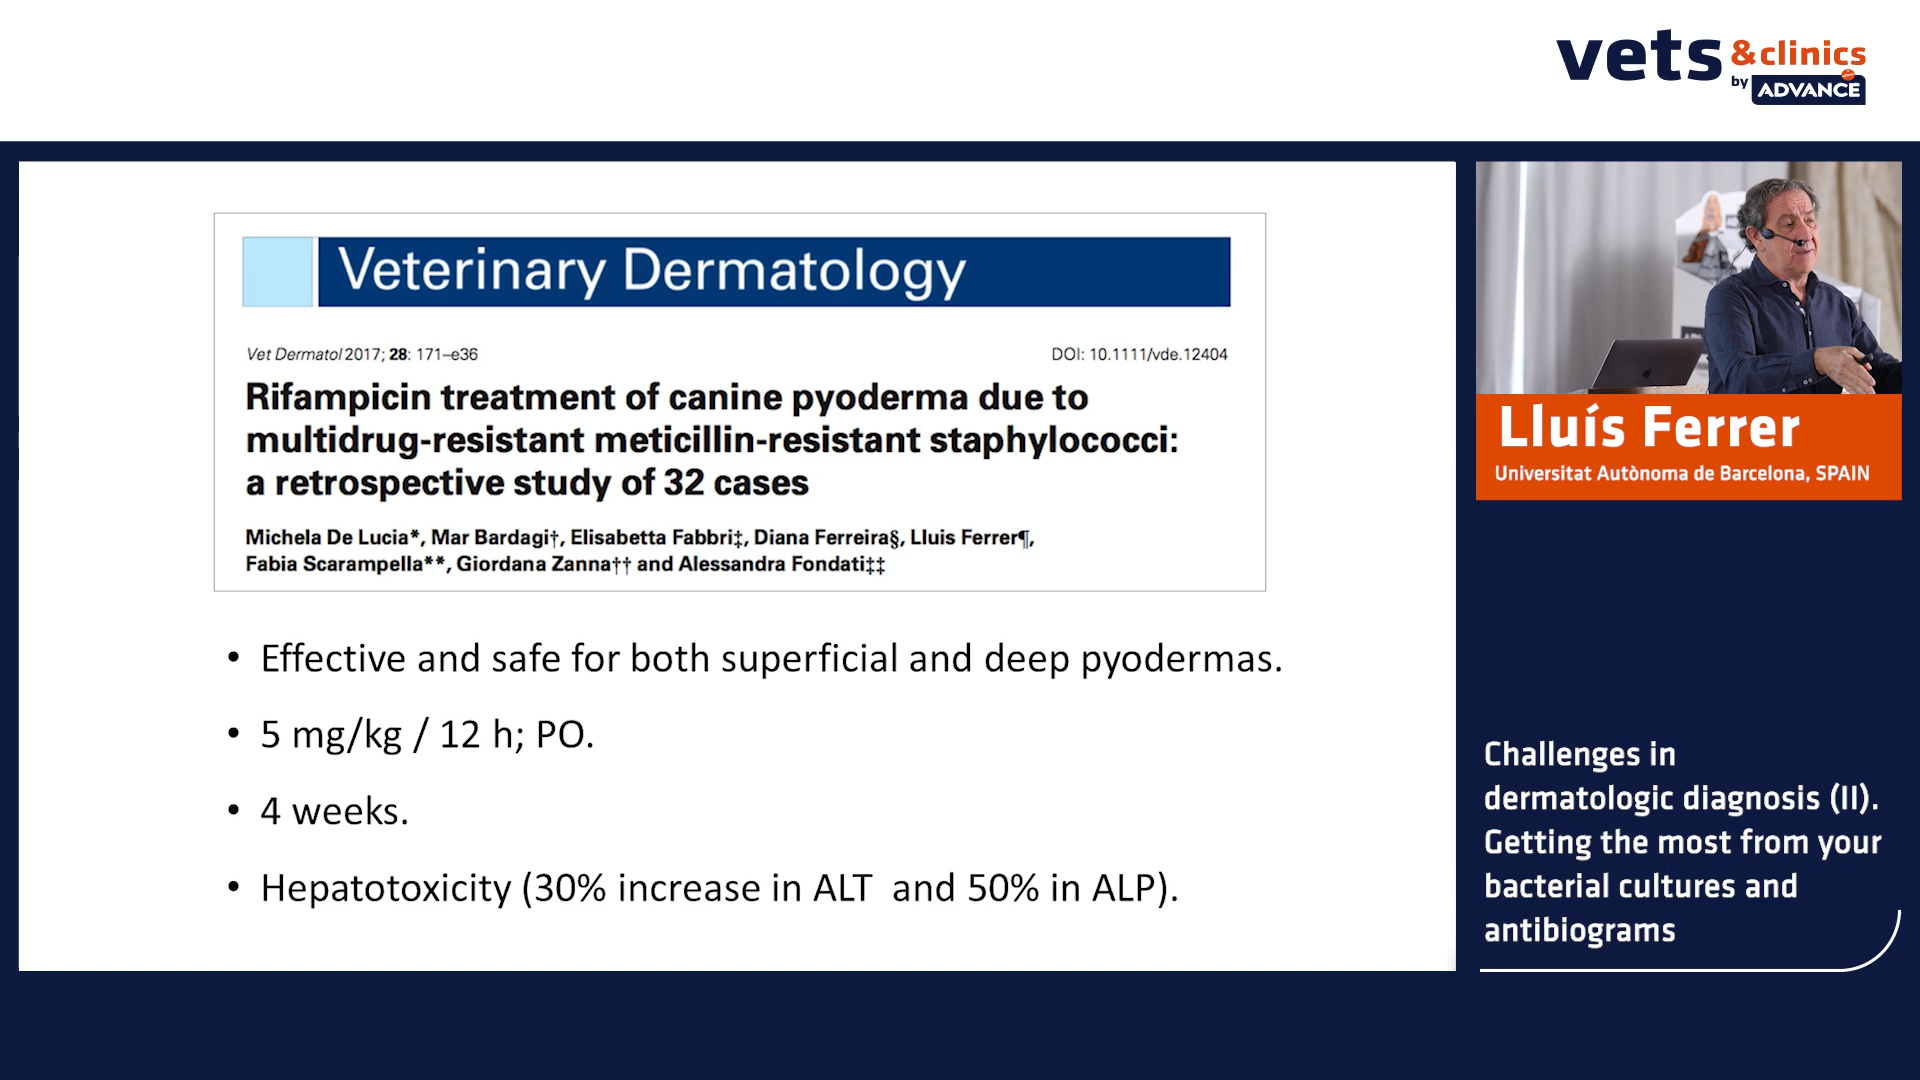 vets &clinics
by ADVANCE
Veterinary Dermatology
Vet Dermatol 2017; 28: 171–e36
DOI: 10.1111/vde.12404
Rifampicin treatment of canine pyoderma due to
multidrug-resistant meticillin-resistant staphylococci:
a retrospective study of 32 cases
Michela De Lucia*, Mar Bardagi†, Elisabetta Fabbri‡, Diana Ferreira§, Lluis Ferrer¶,
Fabia Scarampella**, Giordana Zanna†† and Alessandra Fondati‡‡
• Effective and safe for both superficial and deep pyodermas.
• 5 mg/kg / 12 h; PO.
• 4 weeks.
• Hepatotoxicity (30% increase in ALT and 50% in ALP).
Lluís Ferrer
Universitat Autònoma de Barcelona, SPAIN
Challenges in
dermatologic diagnosis (II).
Getting the most from your
bacterial cultures and
antibiograms